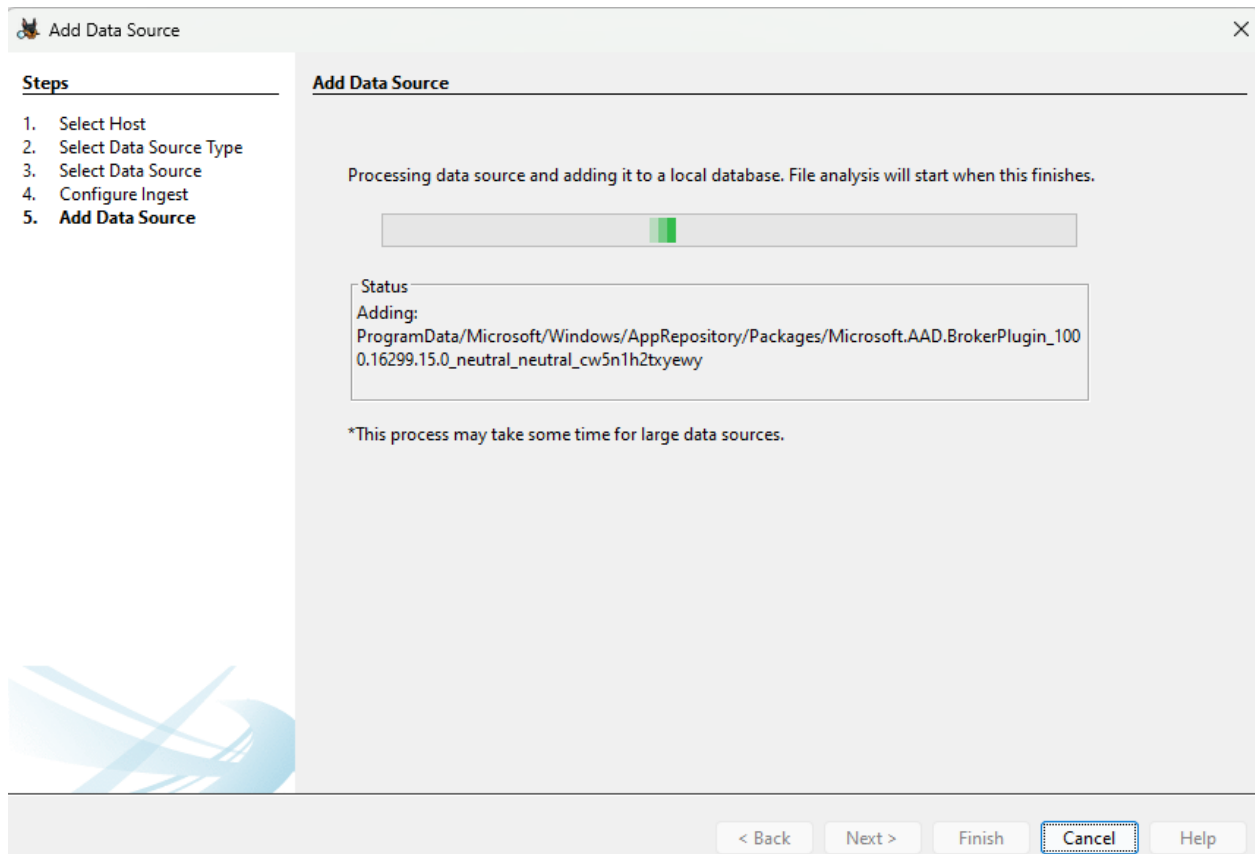 Add Data Source
Steps
1. Select Host
2. Select Data Source Type
3. Select Data Source
4. Configure Ingest
5. Add Data Source
Add Data Source
Processing data source and adding it to a local database. File analysis will start when this finishes.
Status
Adding:
ProgramData/Microsoft/Windows/AppRepository/Packages/Microsoft.AAD.BrokerPlugin_100
0.16299.15.0_neutral_neutral_cw5n1h2txyewy
*This process may take some time for large data sources.
< Back Next > Finish Cancel Help